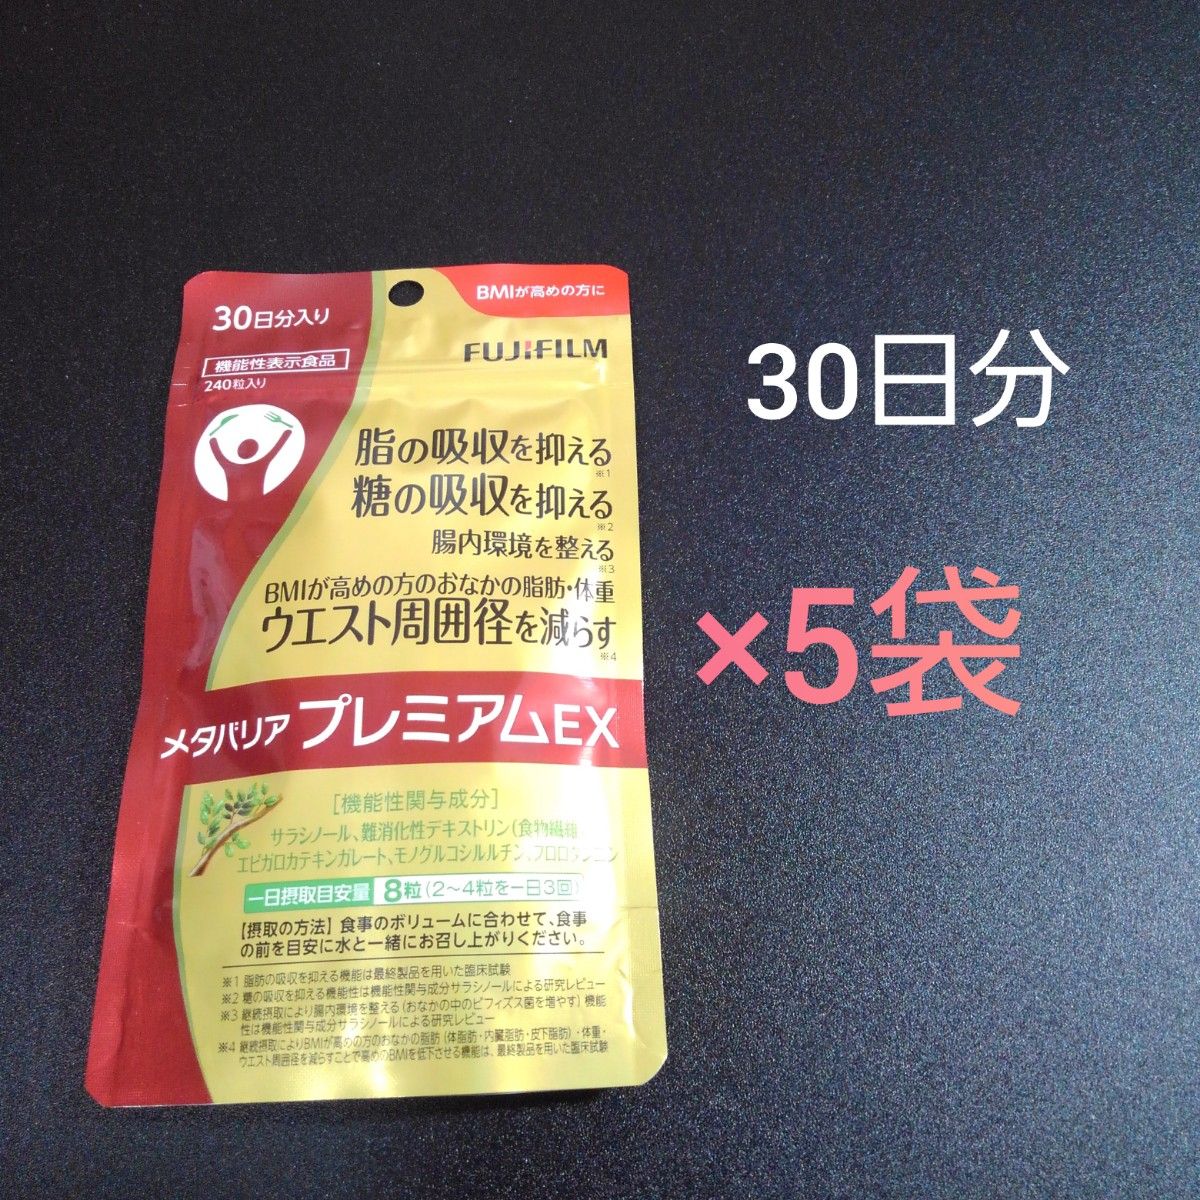 30日分入り
BMIが高めの方に
機能性表示食品
240粒入り
FUJIFILM
脂の吸収を抑える
※1
糖の吸収を抑える
※2
腸内環境を整える
※3
BMIが高めの方のおなかの脂肪・体重
ウエスト周囲径を減らす
※4
メタバリア プレミアムEX
[機能性関与成分]
サラシノール、難消化性デキストリン(食物繊維)
エピガロカテキンガレート、モノグルコシルルチン、フロロタンニン
一日摂取目安量 8粒(2～4粒を一日3回)
【摂取の方法】食事のボリュームに合わせて、食事
の前を目安に水と一緒にお召し上がりください。
※1 脂肪の吸収を抑える機能は最終製品を用いた臨床試験
※2 糖の吸収を抑える機能性は機能性関与成分サラシノールによる研究レビュー
※3 継続摂取により腸内環境を整える(おなかの中のビフィズス菌を増やす)機能
性は機能性関与成分サラシノールによる研究レビュー
※4 継続摂取によりBMIが高めの方のおなかの脂肪(体脂肪・内臓脂肪・皮下脂肪)・体重・
ウエスト周囲径を減らすことで高めのBMIを低下させる機能は、最終製品を用いた臨床試験
30日分
×5袋